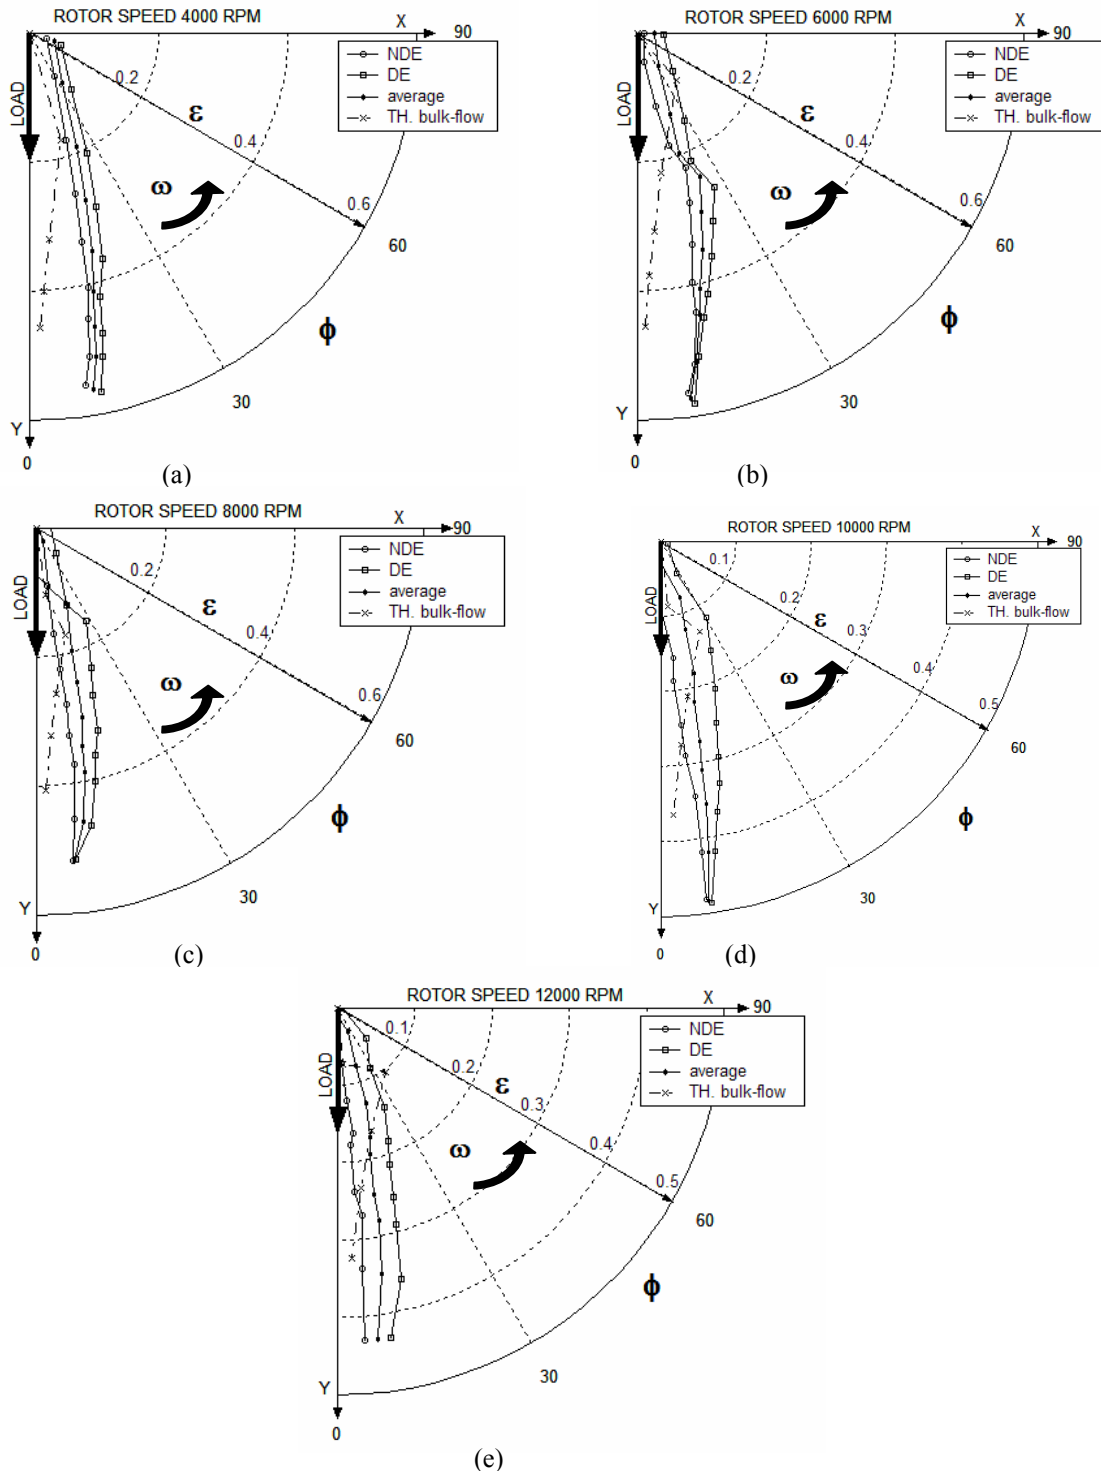 ROTOR SPEED 4000 RPM
X
90
NDE
DE
average
TH. bulk-flow
LOAD
0.2
ε
0.4
ω
0.6
60
ϕ
30
Y
0
(a)
ROTOR SPEED 6000 RPM
X
90
NDE
DE
average
TH. bulk-flow
LOAD
0.2
ε
0.4
ω
0.6
60
ϕ
30
Y
0
(b)
ROTOR SPEED 8000 RPM
X
90
NDE
DE
average
TH. bulk-flow
LOAD
0.2
ε
0.4
ω
0.6
60
ϕ
30
Y
0
(c)
ROTOR SPEED 10000 RPM
X
90
NDE
DE
average
TH. bulk-flow
LOAD
0.1
0.2
ε
0.3
ω
0.4
0.5
60
ϕ
30
Y
0
(d)
ROTOR SPEED 12000 RPM
X
90
NDE
DE
average
TH. bulk-flow
LOAD
0.1
0.2
ε
0.3
ω
0.4
0.5
60
ϕ
30
Y
0
(e)